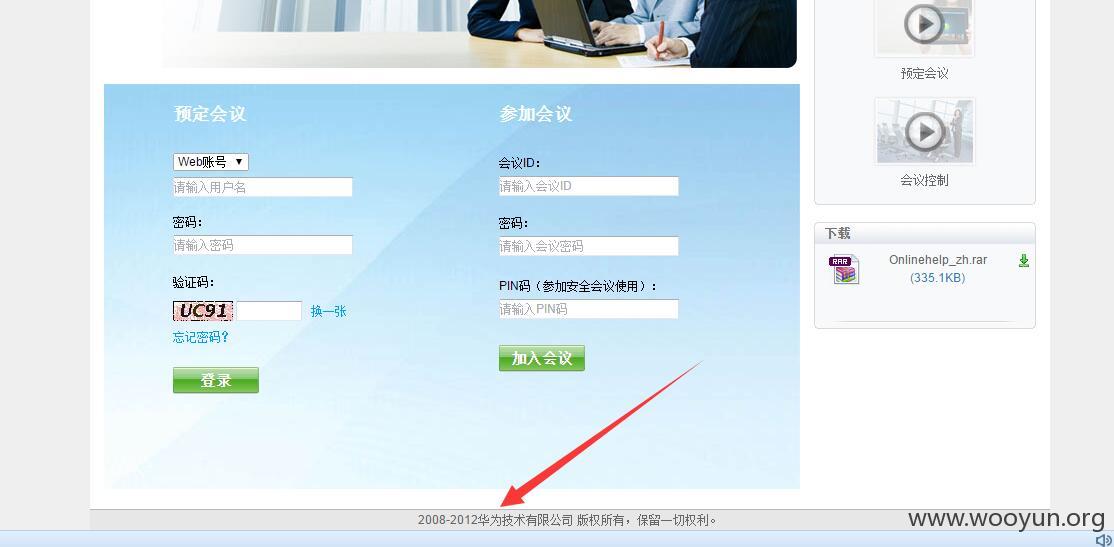 预定会议
Web账号
请输入用户名
密码：
请输入密码
验证码：
UC91
换一张
忘记密码？
登录
参加会议
会议ID：
请输入会议ID
密码：
请输入会议密码
PIN码（参加安全会议使用）：
请输入PIN码
加入会议
预定会议
会议控制
下载
RAR
Onlinehelp_zh.rar
(335.1KB)
2008-2012华为技术有限公司 版权所有，保留一切权利。
www.wooyun.org